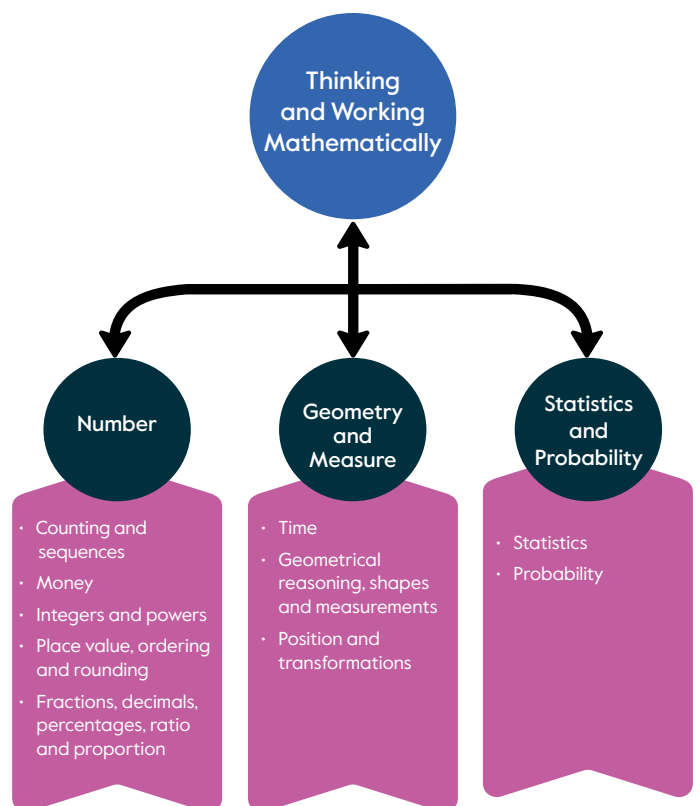 Thinking
and Working
Mathematically
Number
· Counting and
sequences
· Money
· Integers and powers
· Place value, ordering
and rounding
· Fractions, decimals,
percentages, ratio
and proportion
Geometry
and
Measure
· Time
· Geometrical
reasoning, shapes
and measurements
· Position and
transformations
Statistics
and
Probability
· Statistics
· Probability